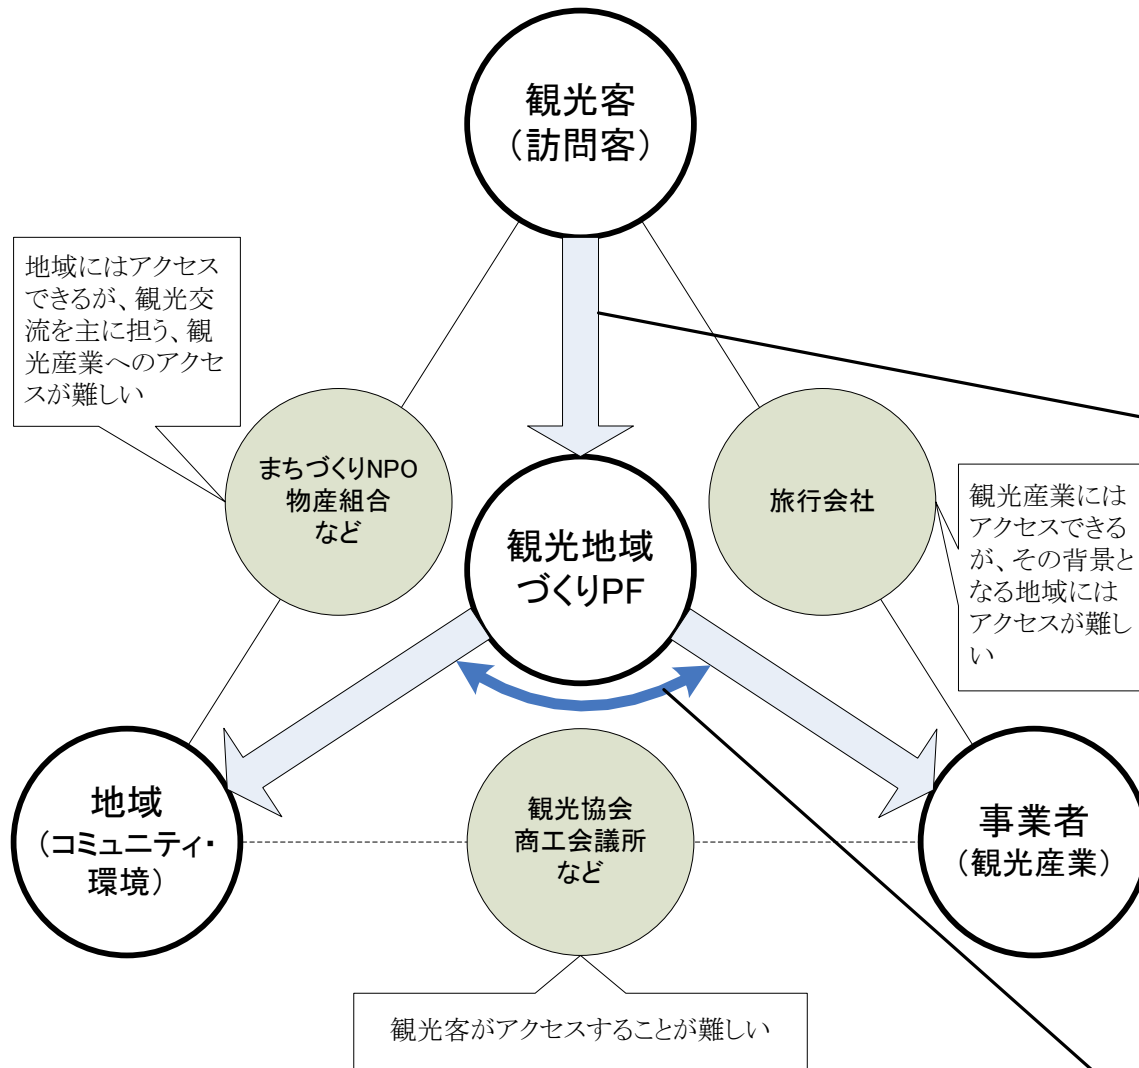 観光客
(訪問客)
地域にはアクセス
できるが、観光交
流を主に担う、観
光産業へのアクセ
スが難しい
まちづくりNPO
物産組合
など
旅行会社
観光産業には
アクセスできる
が、その背景と
なる地域には
アクセスが難し
い
観光地域
づくりPF
地域
(コミュニティ・
環境)
観光協会
商工会議所
など
事業者
(観光産業)
観光客がアクセスすることが難しい